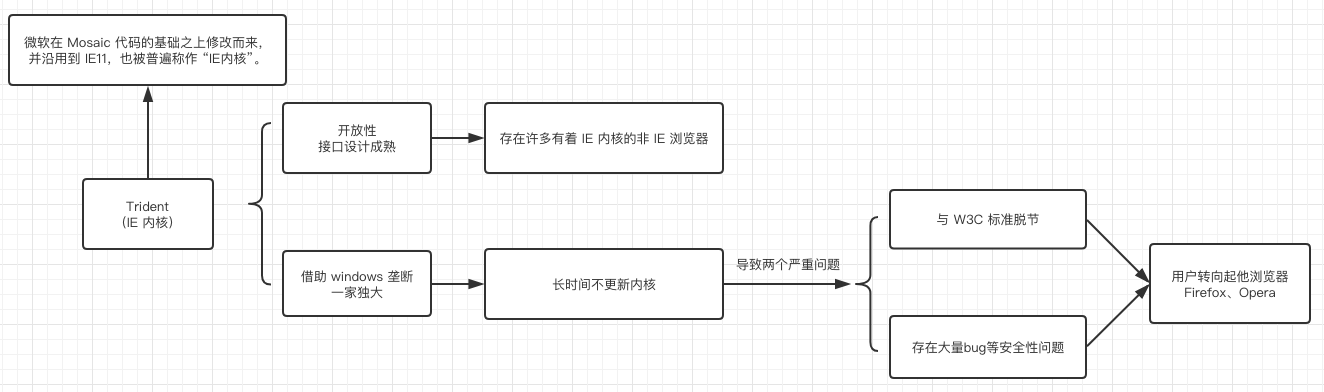 微软在 Mosaic 代码的基础之上修改而来，
并沿用到 IE11，也被普遍称作 “IE内核”。
Trident
（IE 内核）
开放性
接口设计成熟
存在许多有着 IE 内核的非 IE 浏览器
借助 windows 垄断
一家独大
长时间不更新内核
导致两个严重问题
与 W3C 标准脱节
存在大量bug等安全性问题
用户转向起他浏览器
Firefox、Opera